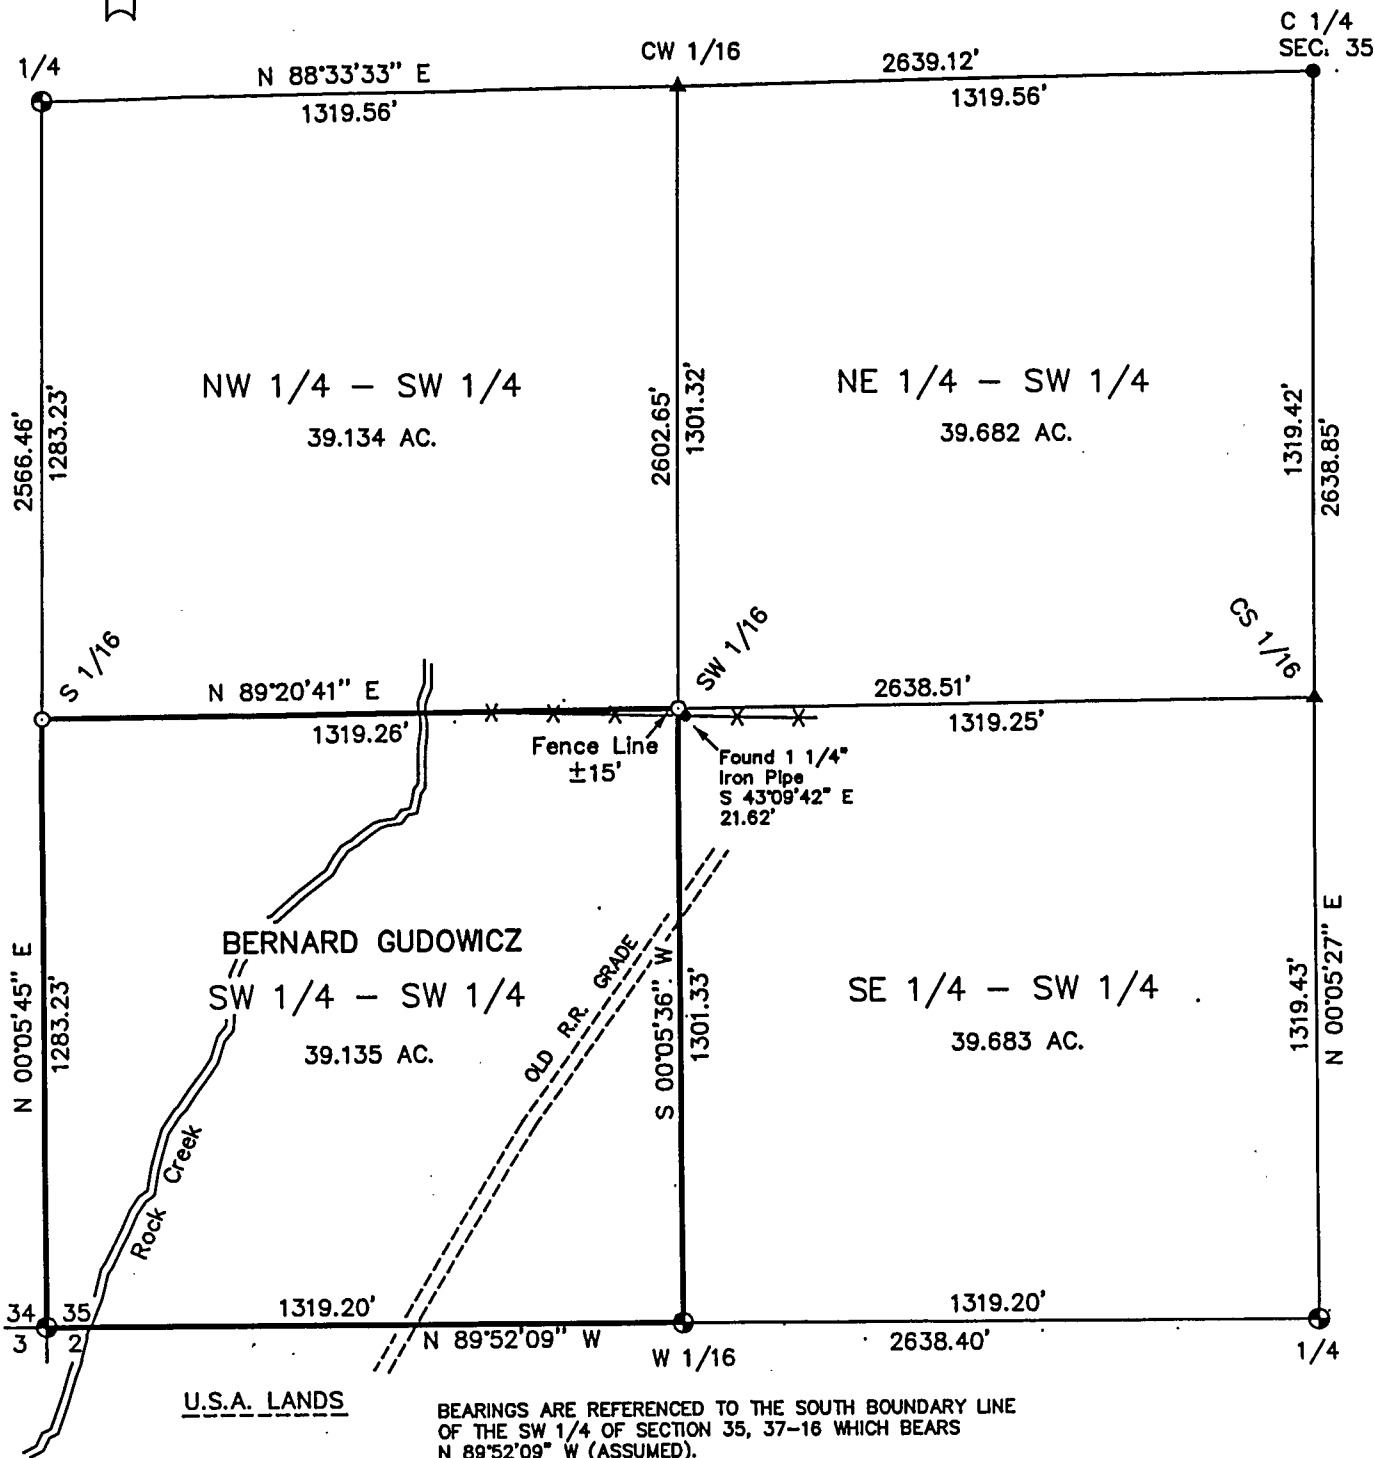 C 1/4
SEC. 35
1/4
N 88°33'33" E
CW 1/16
2639.12'
1319.56'
1319.56'
NW 1/4 – SW 1/4
39.134 AC.
NE 1/4 – SW 1/4
39.682 AC.
2566.46'
1283.23'
2602.65'
1301.32'
1319.42'
2638.85'
S 1/16
SW 1/16
CS 1/16
N 89°20'41" E
1319.26'
2638.51'
1319.25'
Fence Line
±15'
Found 1 1/4"
Iron Pipe
S 43°09'42" E
21.62'
BERNARD GUDOWICZ
SW 1/4 – SW 1/4
39.135 AC.
SE 1/4 – SW 1/4
39.683 AC.
N 00°05'45" E
1283.23'
OLD R.R. GRADE
S 00°05'36" W
1301.33'
1319.43'
N 00°05'27" E
Rock Creek
34 35
3 2
1319.20'
N 89°52'09" W
W 1/16
1319.20'
2638.40'
1/4
U.S.A. LANDS
BEARINGS ARE REFERENCED TO THE SOUTH BOUNDARY LINE
OF THE SW 1/4 OF SECTION 35, 37-16 WHICH BEARS
N 89°52'09" W (ASSUMED).